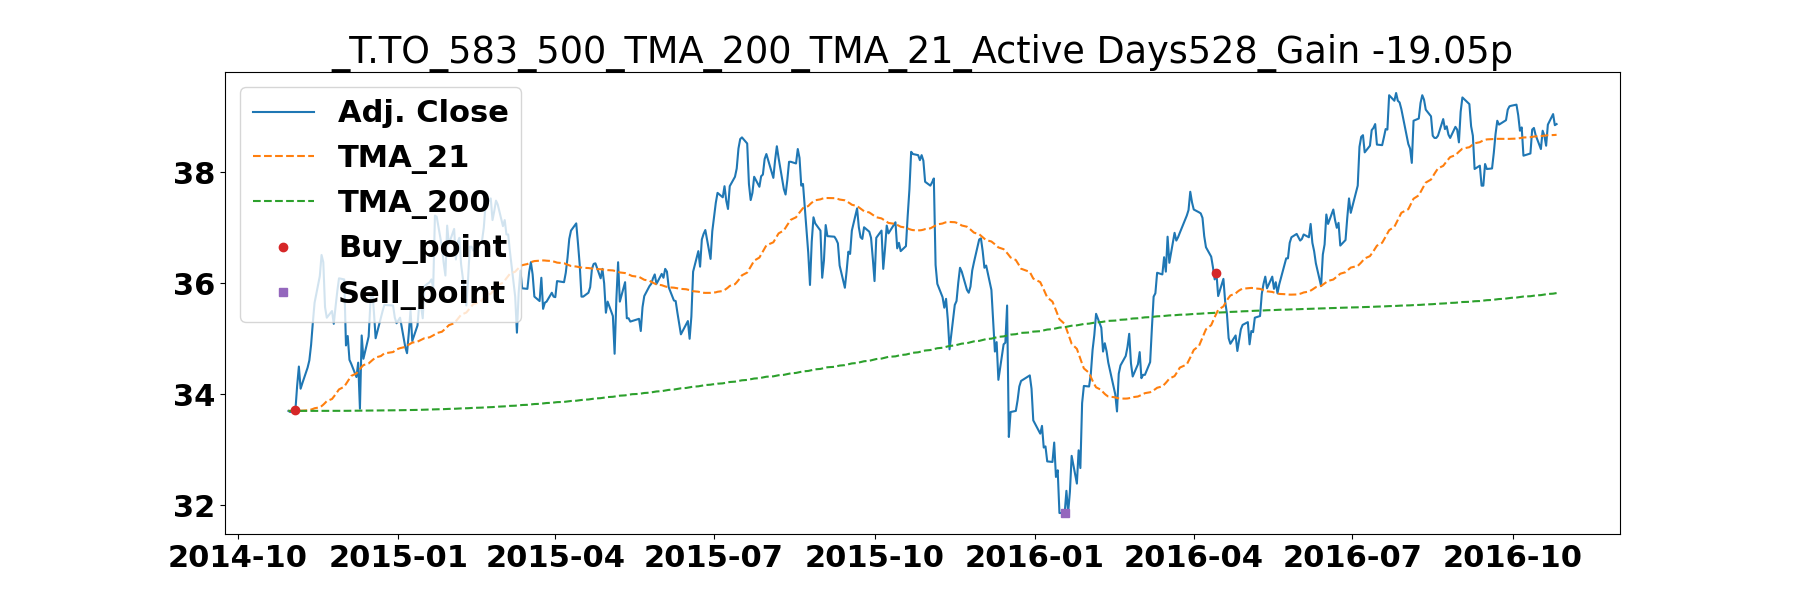 _T.TO_583_500_TMA_200_TMA_21_Active Days528_Gain -19.05p
Adj. Close
TMA_21
TMA_200
Buy_point
Sell_point
38
36
34
32
2014-10 2015-01 2015-04 2015-07 2015-10 2016-01 2016-04 2016-07 2016-10